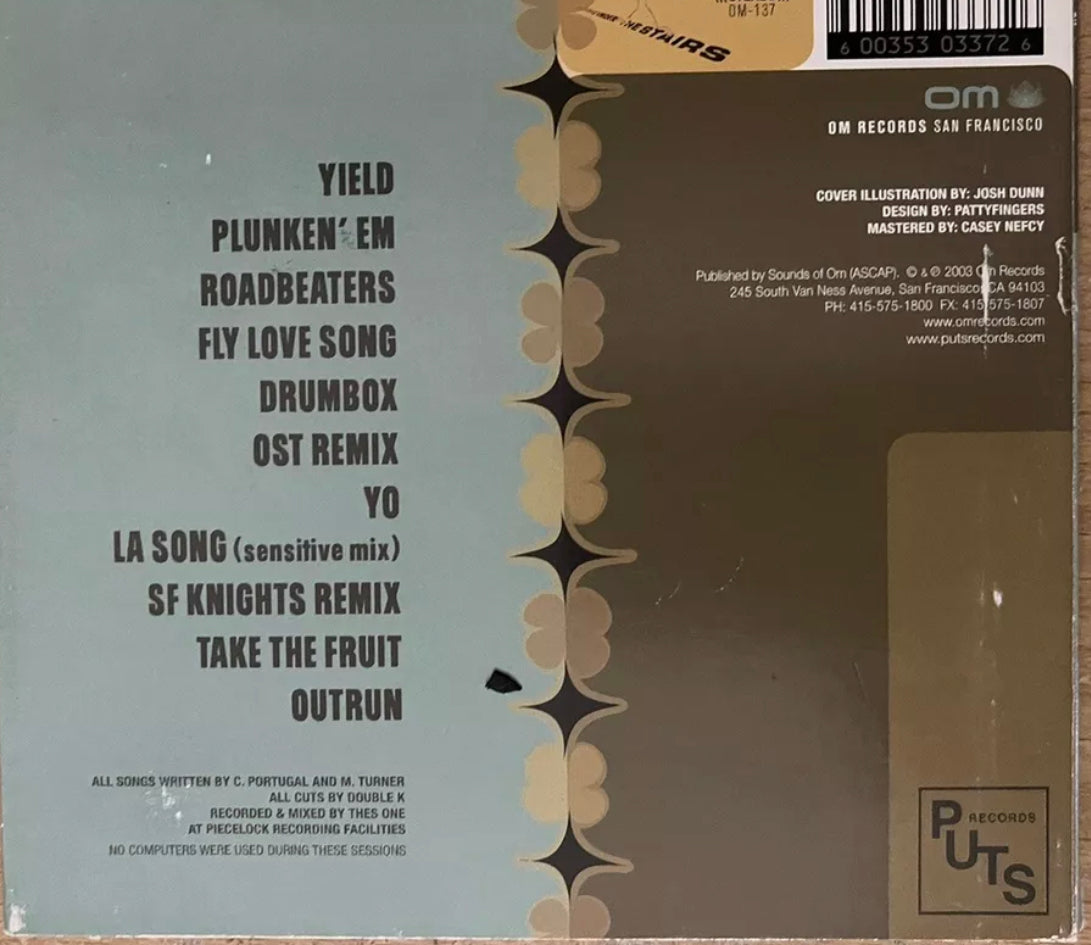 OM-137
THESTAIRS
6 00353 03372 6
om
OM RECORDS SAN FRANCISCO
YIELD
PLUNKEN' EM
ROADBEATERS
FLY LOVE SONG
DRUMBOX
OST REMIX
YO
LA SONG (sensitive mix)
SF KNIGHTS REMIX
TAKE THE FRUIT
OUTRUN
ALL SONGS WRITTEN BY C. PORTUGAL AND M. TURNER
ALL CUTS BY DOUBLE K
RECORDED & MIXED BY THES ONE
AT PIECELOCK RECORDING FACILITIES
NO COMPUTERS WERE USED DURING THESE SESSIONS
COVER ILLUSTRATION BY: JOSH DUNN
DESIGN BY: PATTYFINGERS
MASTERED BY: CASEY NEFCY
Published by Sounds of Om (ASCAP). © & ℗ 2003 Om Records
245 South Van Ness Avenue, San Francisco CA 94103
PH: 415-575-1800 FX: 415-575-1807
www.omrecords.com
www.putsrecords.com
PUTS RECORDS